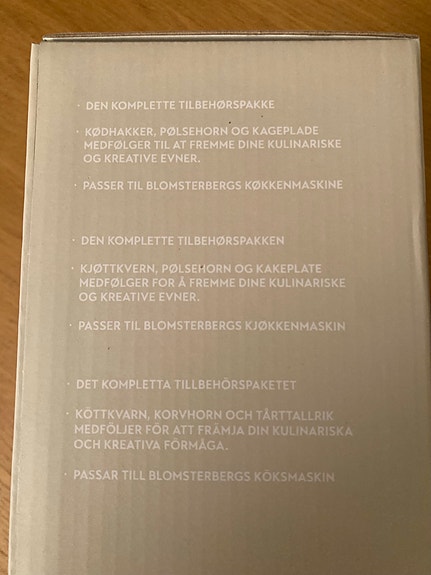 · DEN KOMPLETTE TILBEHØRSPAKKE
· KØDHAKKER, PØLSEHORN OG KAGEPLADE
MEDFØLGER TIL AT FREMME DINE KULINARISKE
OG KREATIVE EVNER.
· PASSER TIL BLOMSTERBERGS KØKKENMASKINE
· DEN KOMPLETTE TILBEHØRSPAKKEN
· KJØTTKVERN, PØLSEHORN OG KAKEPLATE
MEDFØLGER FOR Å FREMME DINE KULINARISKE
OG KREATIVE EVNER.
· PASSER TIL BLOMSTERBERGS KJØKKENMASKIN
· DET KOMPLETTA TILLBEHÖRSPAKETET
· KÖTTKVARN, KORVHORN OCH TÅRTTALLRIK
MEDFÖLJER FÖR ATT FRÄMJA DIN KULINARISKA
OCH KREATIVA FÖRMÅGA.
· PASSAR TILL BLOMSTERBERGS KÖKSMASKIN